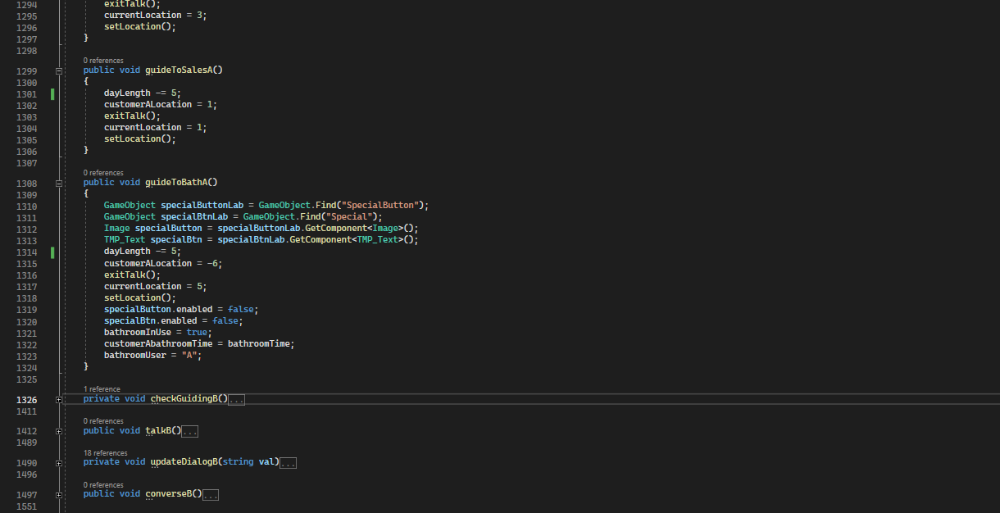 1294 exitTalk();
1295 currentLocation = 3;
1296 setLocation();
1297 }
1298
0 references
1299 public void guideToSalesA()
1300 {
1301 dayLength -= 5;
1302 customerALocation = 1;
1303 exitTalk();
1304 currentLocation = 1;
1305 setLocation();
1306 }
1307
0 references
1308 public void guideToBathA()
1309 {
1310 GameObject specialButtonLab = GameObject.Find("SpecialButton");
1311 GameObject specialBtnLab = GameObject.Find("Special");
1312 Image specialButton = specialButtonLab.GetComponent<Image>();
1313 TMP_Text specialBtn = specialBtnLab.GetComponent<TMP_Text>();
1314 dayLength -= 5;
1315 customerALocation = -6;
1316 exitTalk();
1317 currentLocation = 5;
1318 setLocation();
1319 specialButton.enabled = false;
1320 specialBtn.enabled = false;
1321 bathroomInUse = true;
1322 customerAbathroomTime = bathroomTime;
1323 bathroomUser = "A";
1324 }
1325
1 reference
1326 private void checkGuidingB()...
1411
0 references
1412 public void talkB()...
1489
18 references
1490 private void updateDialogB(string val)...
1496
0 references
1497 public void converseB()...
1551